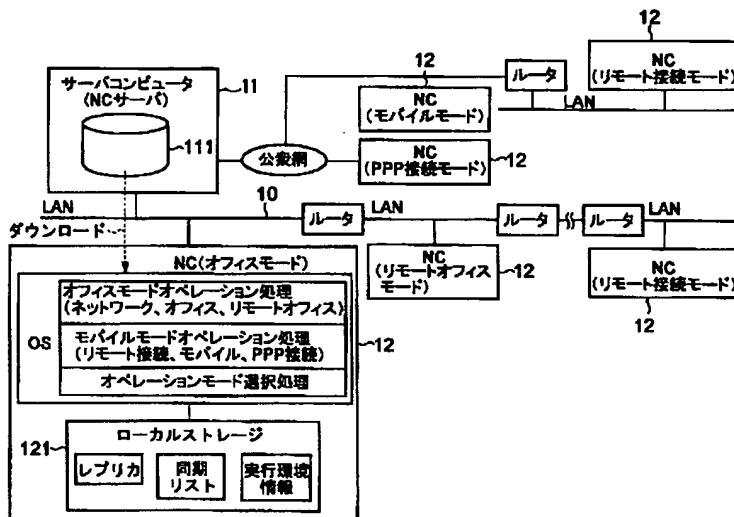 12
12
サーバコンピュータ
(NCサーバ)
11
ルータ
NC
(リモート接続モード)
NC
(モバイルモード)
LAN
111
公衆網
NC
(PPP接続モード)
12
LAN
10
ルータ
LAN
ルータ
ルータ
LAN
ダウンロード
NC(オフィスモード)
NC
(リモートオフィス
モード)
12
NC
(リモート接続モード)
12
OS
オフィスモードオペレーション処理
(ネットワーク、オフィス、リモートオフィス)
モバイルモードオペレーション処理
(リモート接続、モバイル、PPP接続)
オペレーションモード選択処理
12
121
ローカルストレージ
レプリカ
同期
リスト
実行環境
情報